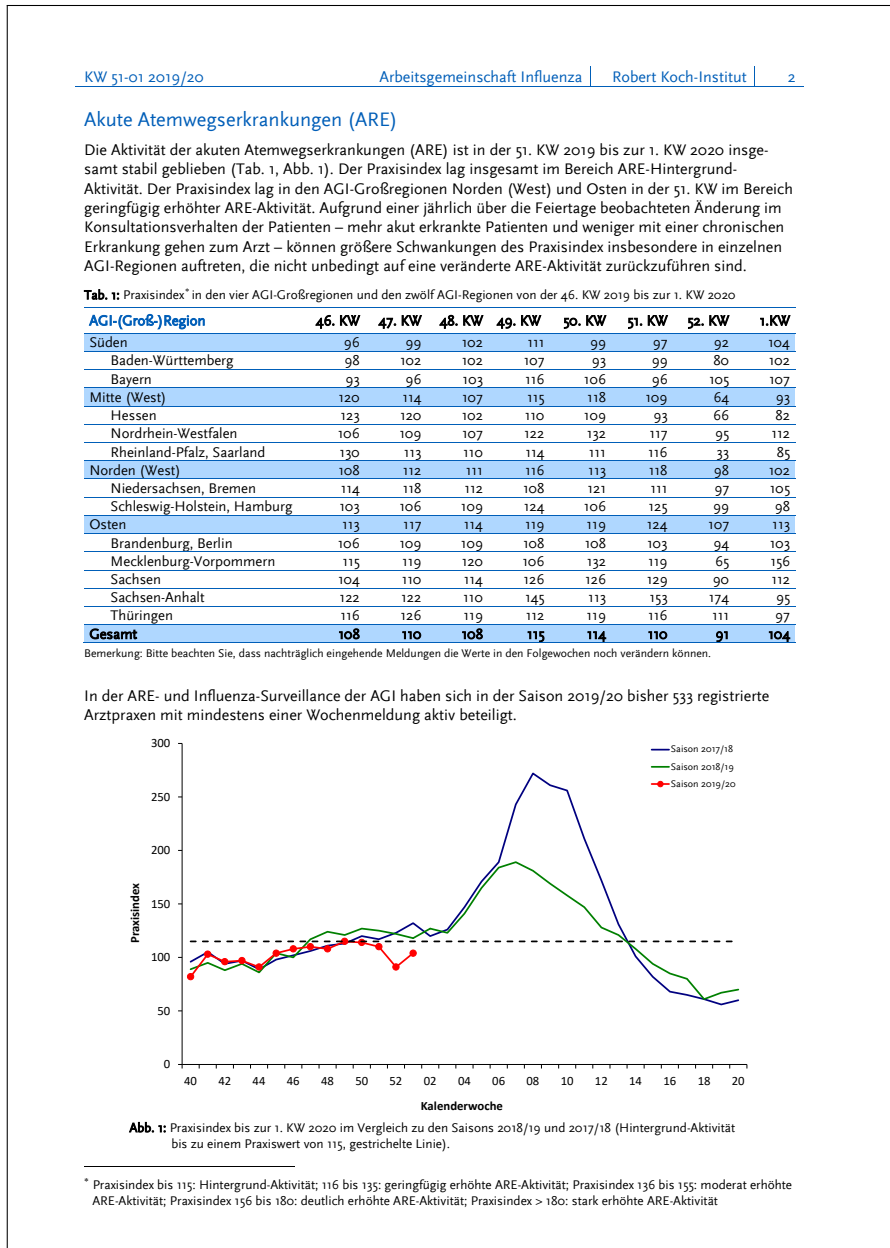 KW 51-01 2019/20 Arbeitsgemeinschaft Influenza Robert Koch-Institut 2
Akute Atemwegserkrankungen (ARE)
Die Aktivität der akuten Atemwegserkrankungen (ARE) ist in der 51. KW 2019 bis zur 1. KW 2020 insge-
samt stabil geblieben (Tab. 1, Abb. 1). Der Praxisindex lag insgesamt im Bereich ARE-Hintergrund-
Aktivität. Der Praxisindex lag in den AGI-Großregionen Norden (West) und Osten in der 51. KW im Bereich
geringfügig erhöhter ARE-Aktivität. Aufgrund einer jährlich über die Feiertage beobachteten Änderung im
Konsultationsverhalten der Patienten – mehr akut erkrankte Patienten und weniger mit einer chronischen
Erkrankung gehen zum Arzt – können größere Schwankungen des Praxisindex insbesondere in einzelnen
AGI-Regionen auftreten, die nicht unbedingt auf eine veränderte ARE-Aktivität zurückzuführen sind.
Tab. 1: Praxisindex* in den vier AGI-Großregionen und den zwölf AGI-Regionen von der 46. KW 2019 bis zur 1. KW 2020
AGI-(Groß-)Region 46. KW 47. KW 48. KW 49. KW 50. KW 51. KW 52. KW 1.KW
Süden 96 99 102 111 99 97 92 104
Baden-Württemberg 98 102 102 107 93 99 80 102
Bayern 93 96 103 116 106 96 105 107
Mitte (West) 120 114 107 115 118 109 64 93
Hessen 123 120 102 110 109 93 66 82
Nordrhein-Westfalen 106 109 107 122 132 117 95 112
Rheinland-Pfalz, Saarland 130 113 110 114 111 116 33 85
Norden (West) 108 112 111 116 113 118 98 102
Niedersachsen, Bremen 114 118 112 108 121 111 97 105
Schleswig-Holstein, Hamburg 103 106 109 124 106 125 99 98
Osten 113 117 114 119 119 124 107 113
Brandenburg, Berlin 106 109 109 108 108 103 94 103
Mecklenburg-Vorpommern 115 119 120 106 132 119 65 156
Sachsen 104 110 114 126 126 129 90 112
Sachsen-Anhalt 122 122 110 145 113 153 174 95
Thüringen 116 126 119 112 119 116 111 97
Gesamt 108 110 108 115 114 110 91 104
Bemerkung: Bitte beachten Sie, dass nachträglich eingehende Meldungen die Werte in den Folgewochen noch verändern können.
In der ARE- und Influenza-Surveillance der AGI haben sich in der Saison 2019/20 bisher 533 registrierte
Arztpraxen mit mindestens einer Wochenmeldung aktiv beteiligt.
300
250
200
150
100
50
0
Praxisindex
Saison 2017/18
Saison 2018/19
Saison 2019/20
40 42 44 46 48 50 52 02 04 06 08 10 12 14 16 18 20
Kalenderwoche
Abb. 1: Praxisindex bis zur 1. KW 2020 im Vergleich zu den Saisons 2018/19 und 2017/18 (Hintergrund-Aktivität
bis zu einem Praxiswert von 115, gestrichelte Linie).
* Praxisindex bis 115: Hintergrund-Aktivität; 116 bis 135: geringfügig erhöhte ARE-Aktivität; Praxisindex 136 bis 155: moderat erhöhte
ARE-Aktivität; Praxisindex 156 bis 180: deutlich erhöhte ARE-Aktivität; Praxisindex > 180: stark erhöhte ARE-Aktivität